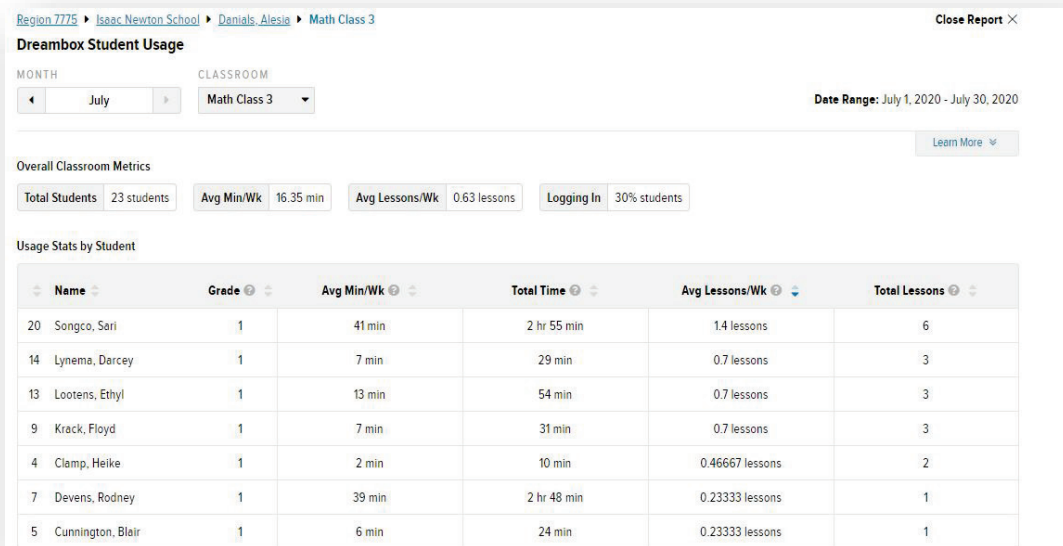 Region 7775 ▸ Isaac Newton School ▸ Danials, Alesia ▸ Math Class 3 Close Report ×
Dreambox Student Usage
MONTH CLASSROOM
July Math Class 3 Date Range: July 1, 2020 - July 30, 2020
Learn More
Overall Classroom Metrics
Total Students 23 students Avg Min/Wk 16.35 min Avg Lessons/Wk 0.63 lessons Logging In 30% students
Usage Stats by Student
Name Grade Avg Min/Wk Total Time Avg Lessons/Wk Total Lessons
20 Songco, Sari 1 41 min 2 hr 55 min 1.4 lessons 6
14 Lynema, Darcey 1 7 min 29 min 0.7 lessons 3
13 Lootens, Ethyl 1 13 min 54 min 0.7 lessons 3
9 Krack, Floyd 1 7 min 31 min 0.7 lessons 3
4 Clamp, Heike 1 2 min 10 min 0.46667 lessons 2
7 Devens, Rodney 1 39 min 2 hr 48 min 0.23333 lessons 1
5 Cunnington, Blair 1 6 min 24 min 0.23333 lessons 1